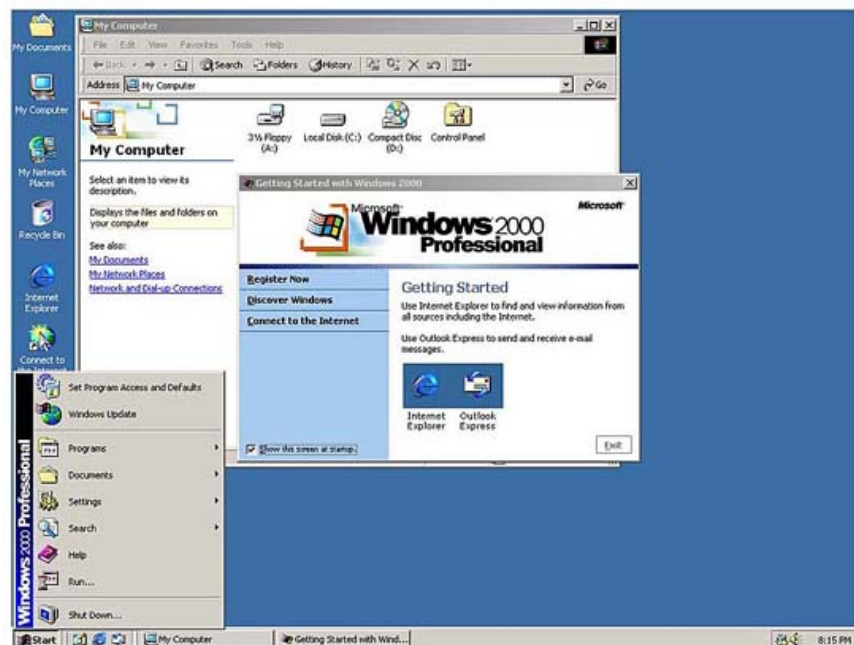 My Documents
My Computer
My Network
Places
Recycle Bin
Internet
Explorer
Connect to
the Internet
My Computer
File Edit View Favorites Tools Help
Back
Search Folders History
Address My Computer
Go
My Computer
Select an item to view its
description.
Displays the files and folders on
your computer
See also:
My Documents
My Network Places
Network and Dial-up Connections
3½ Floppy
(A:)
Local Disk (C:)
Compact Disc
(D:)
Control Panel
Getting Started with Windows 2000
Microsoft
Windows 2000
Professional
Microsoft
Register Now
Discover Windows
Connect to the Internet
Getting Started
Use Internet Explorer to find and view information from
all sources including the Internet.
Use Outlook Express to send and receive e-mail
messages.
Internet
Explorer
Outlook
Express
Show this screen at startup.
Exit
Set Program Access and Defaults
Windows Update
Programs
Documents
Settings
Search
Help
Run...
Shut Down...
Windows 2000 Professional
Start
My Computer
Getting Started with Wind...
8:15 PM